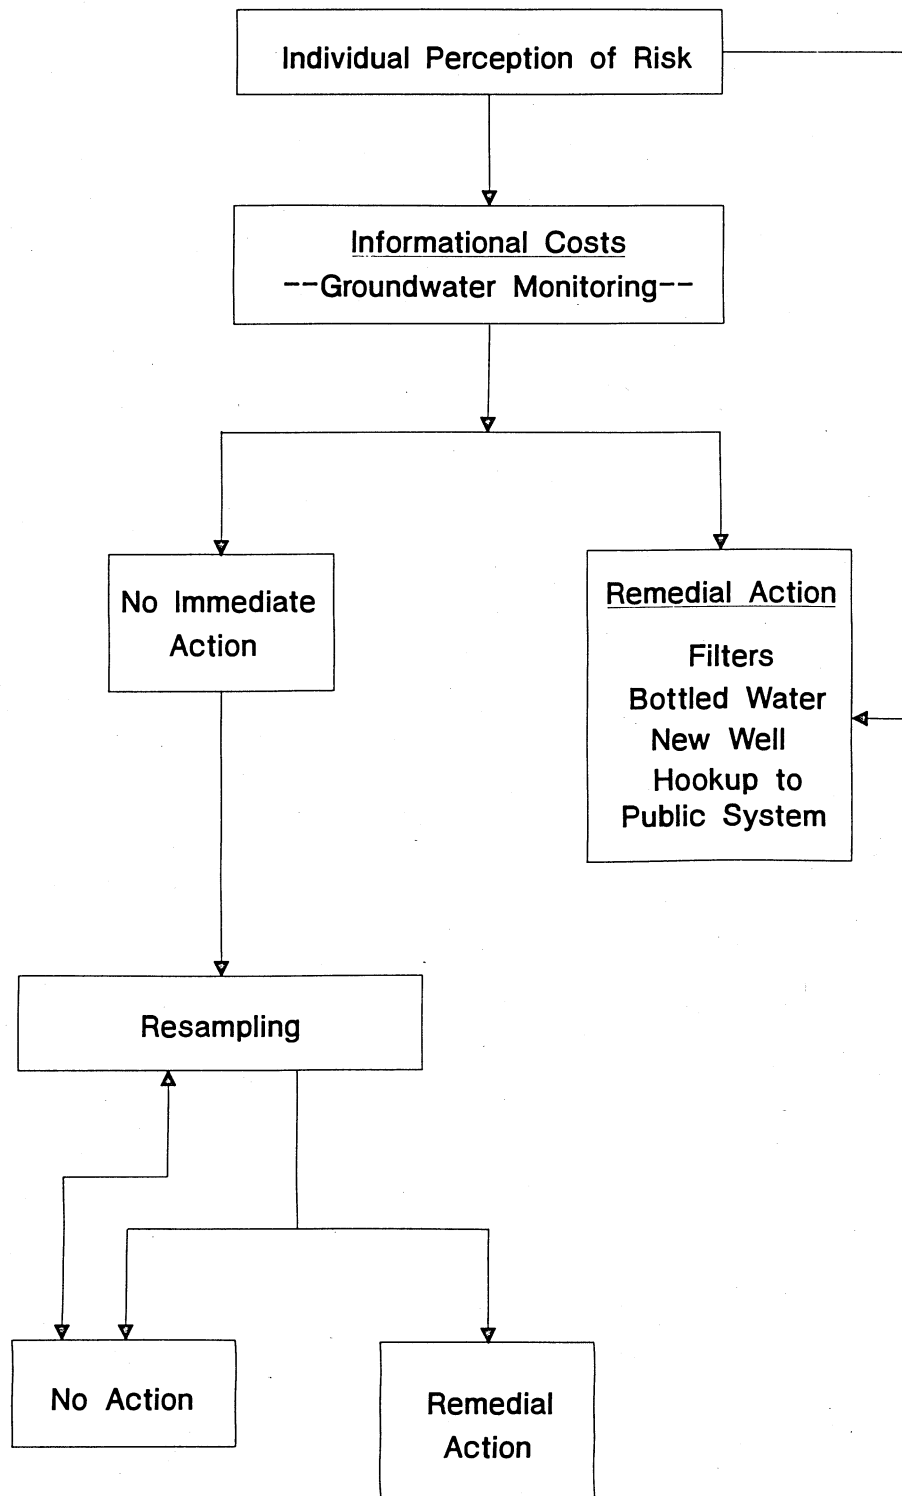 Individual Perception of Risk
Informational Costs
--Groundwater Monitoring--
No Immediate
Action
Remedial Action
Filters
Bottled Water
New Well
Hookup to
Public System
Resampling
No Action
Remedial
Action